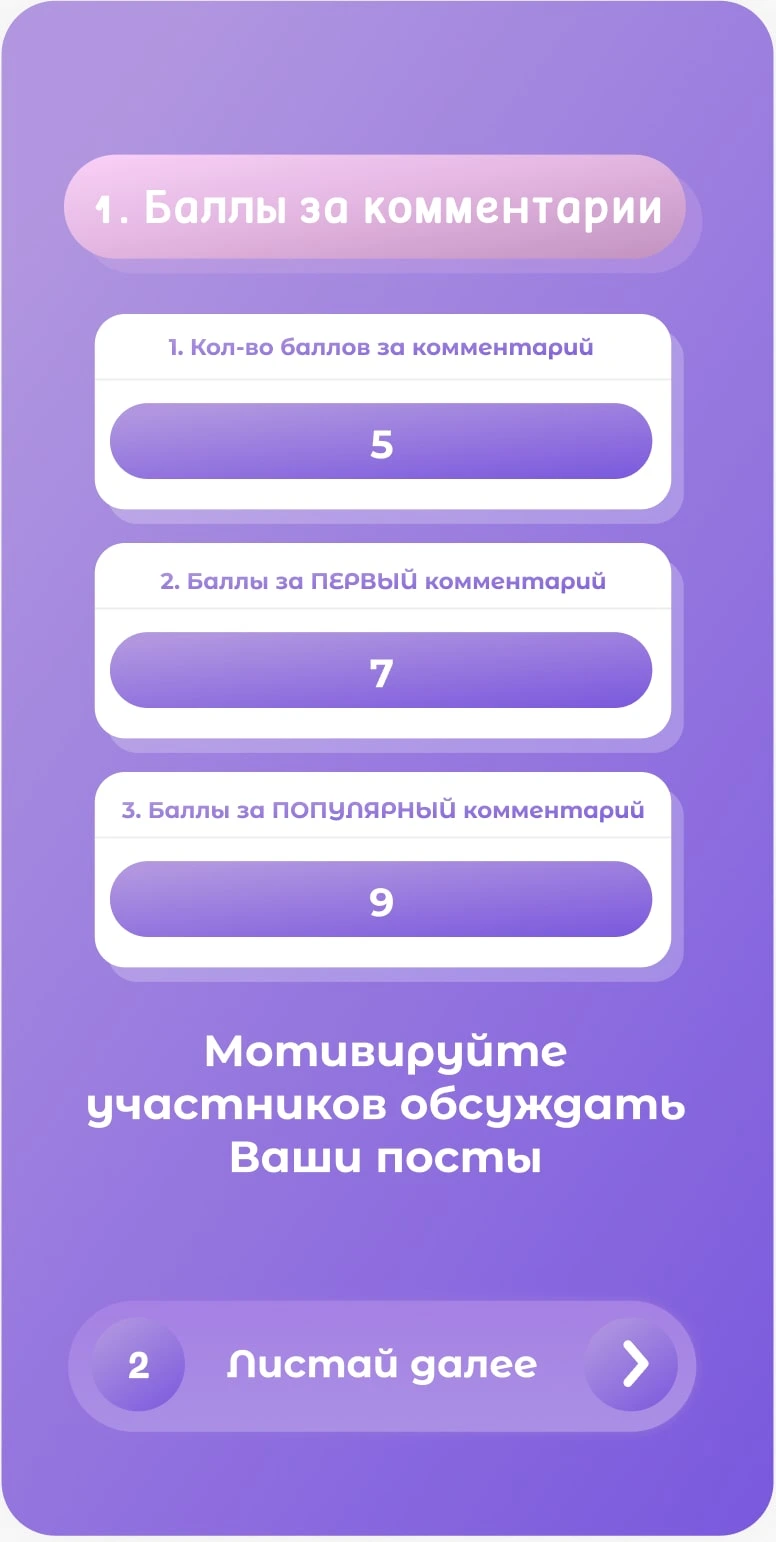 1. Баллы за комментарии
1. Кол-во баллов за комментарий
5
2. Баллы за ПЕРВЫЙ комментарий
7
3. Баллы за ПОПУЛЯРНЫЙ комментарий
9
Мотивируйте
участников обсуждать
Ваши посты
2 Листай далее